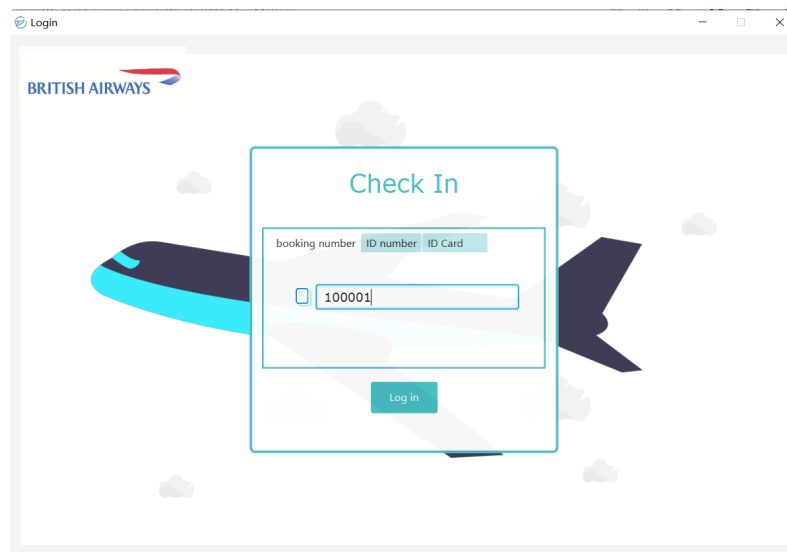 Login
BRITISH AIRWAYS
Check In
booking number ID number ID Card
100001
Log in